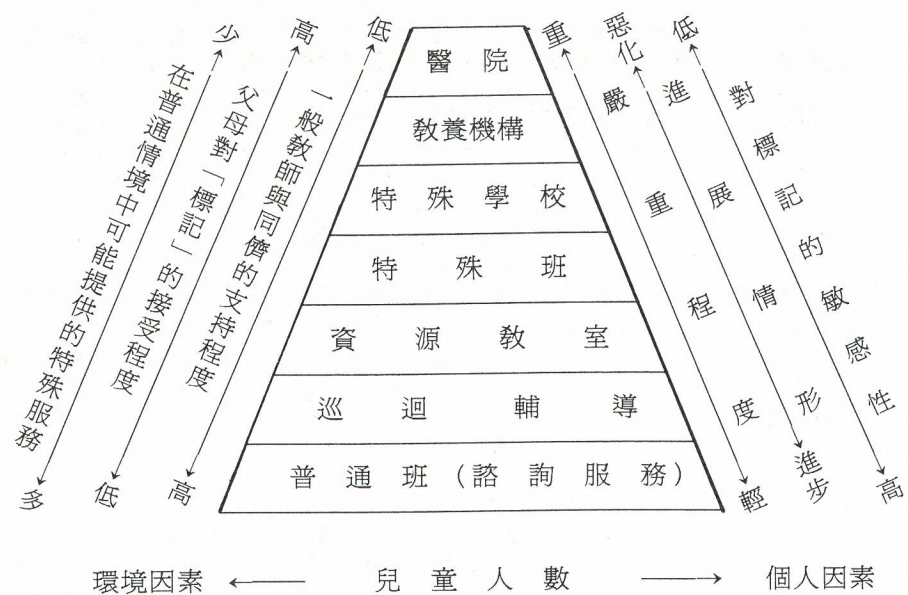 少
在普通情境中可能提供的特殊服務
多
高
父母對「標記」的接受程度
低
低
一般教師與同儕的支持程度
高
醫院
教養機構
特殊學校
特殊班
資源教室
巡迴輔導
普通班(諮詢服務)
重
嚴重程度
輕
惡化
進展情形
進步
低
對標記的敏感性
高
環境因素 ← 兒童人數 → 個人因素